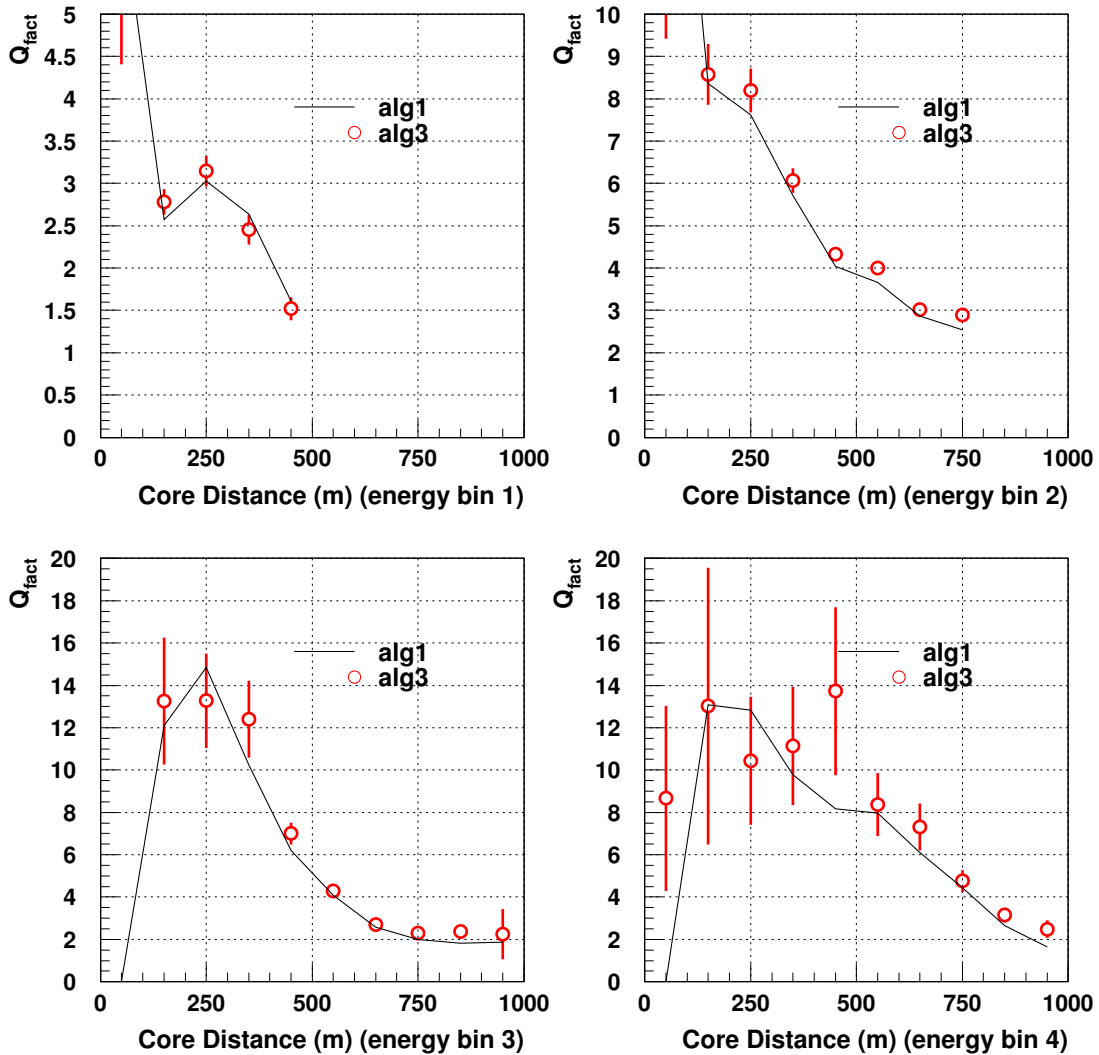 Q_fact
5
4.5
4
3.5
3
2.5
2
1.5
1
0.5
0
alg1
alg3
0 250 500 750 1000
Core Distance (m) (energy bin 1)
Q_fact
10
9
8
7
6
5
4
3
2
1
0
alg1
alg3
0 250 500 750 1000
Core Distance (m) (energy bin 2)
Q_fact
20
18
16
14
12
10
8
6
4
2
0
alg1
alg3
0 250 500 750 1000
Core Distance (m) (energy bin 3)
Q_fact
20
18
16
14
12
10
8
6
4
2
0
alg1
alg3
0 250 500 750 1000
Core Distance (m) (energy bin 4)